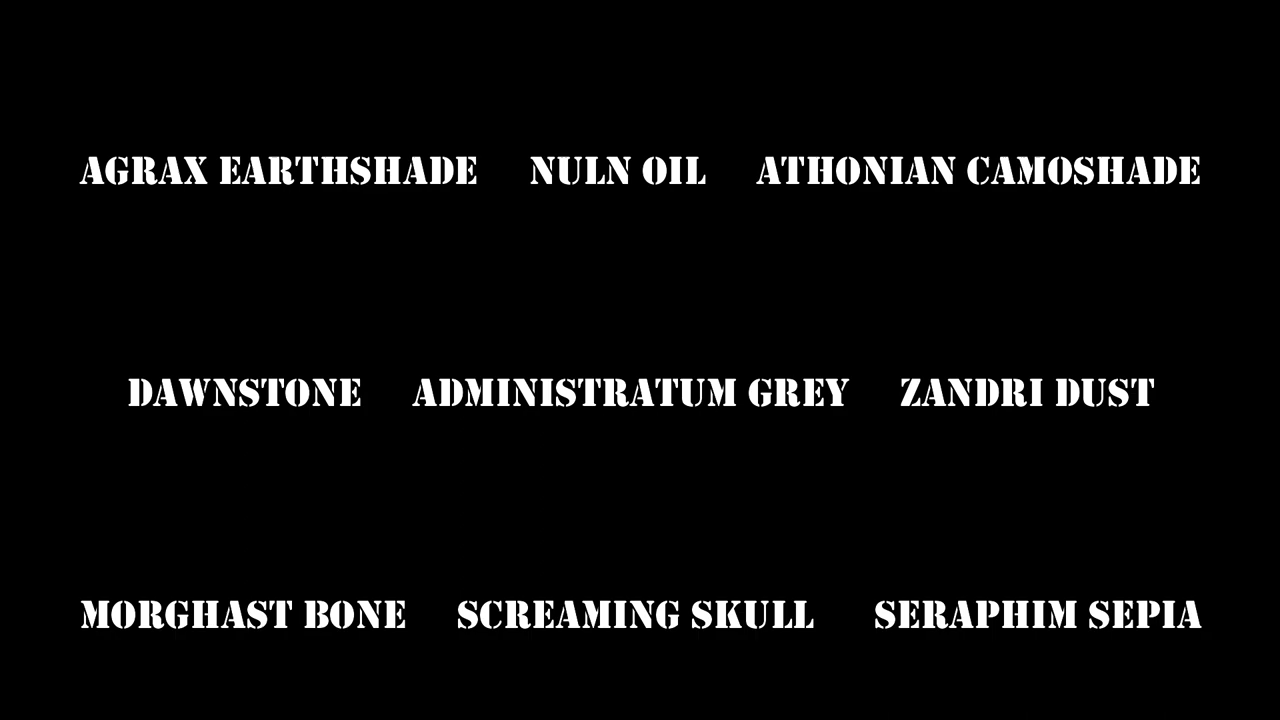 AGRAX EARTHSHADE NULN OIL ATHONIAN CAMOSHADE
DAWNSTONE ADMINISTRATUM GREY ZANDRI DUST
MORGHAST BONE SCREAMING SKULL SERAPHIM SEPIA